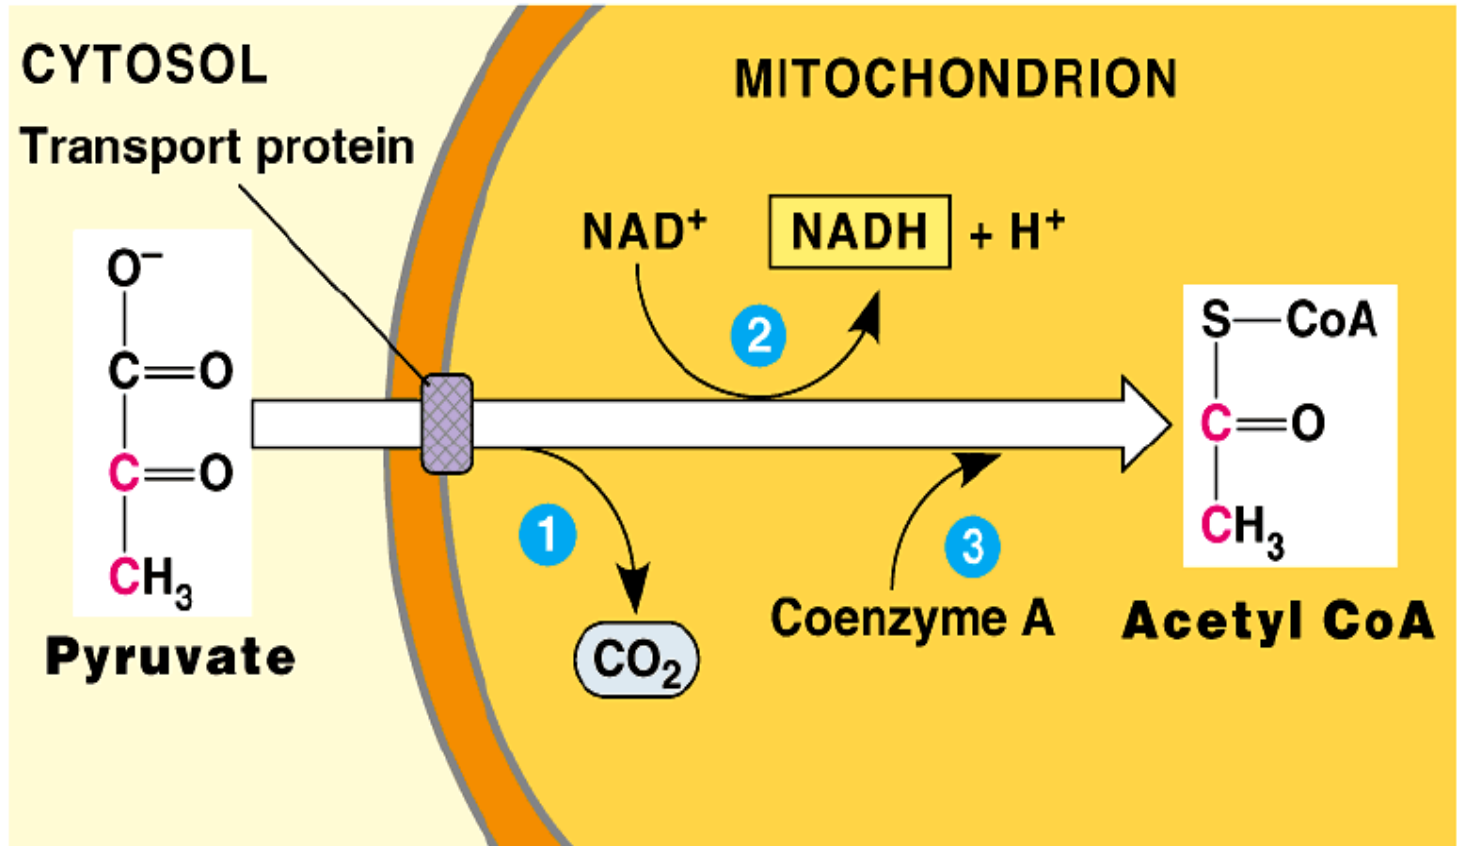 CYTOSOL
Transport protein
MITOCHONDRION
NAD⁺
NADH + H⁺
O⁻
C=O
C=O
CH₃
Pyruvate
2
1
CO₂
3
Coenzyme A
S—CoA
C=O
CH₃
Acetyl CoA